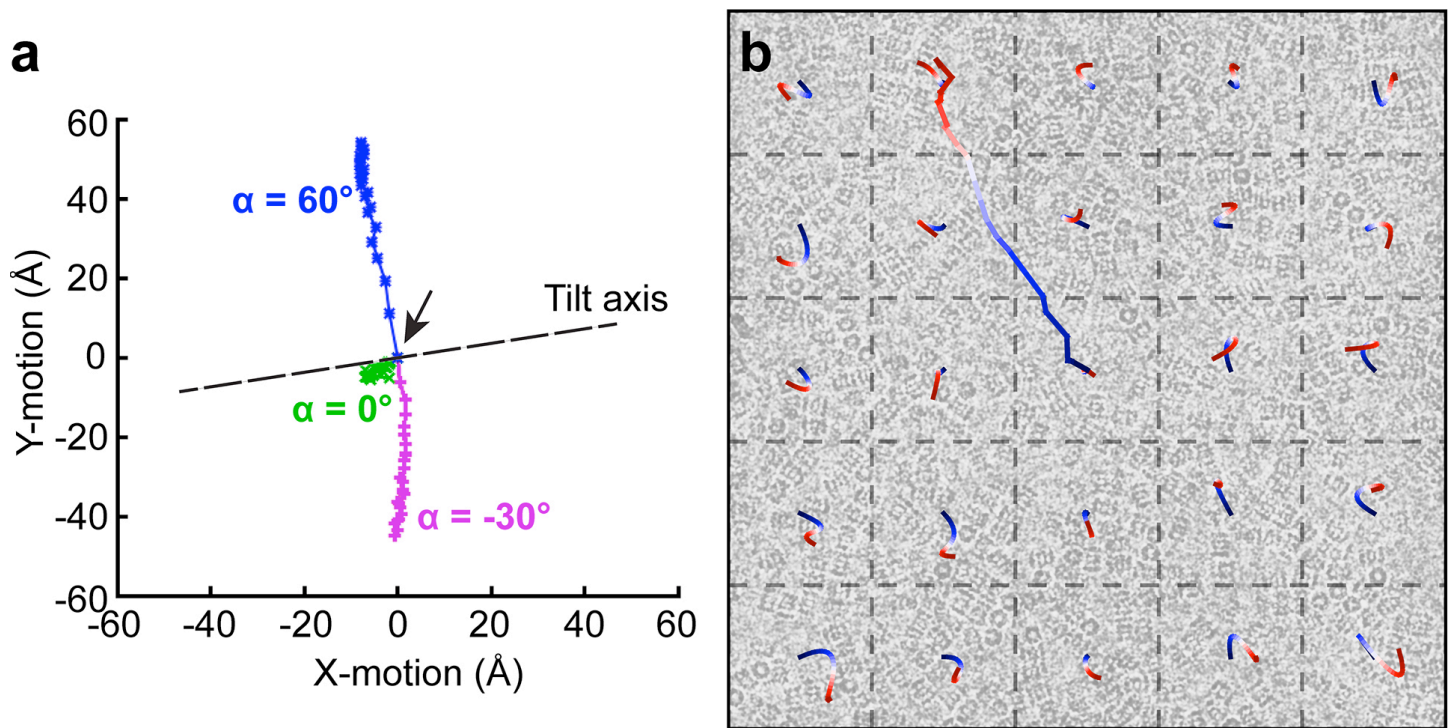 a
b
60
40
20
0
-20
-40
-60
Y-motion (Å)
α = 60°
Tilt axis
α = 0°
α = -30°
-60 -40 -20 0 20 40 60
X-motion (Å)